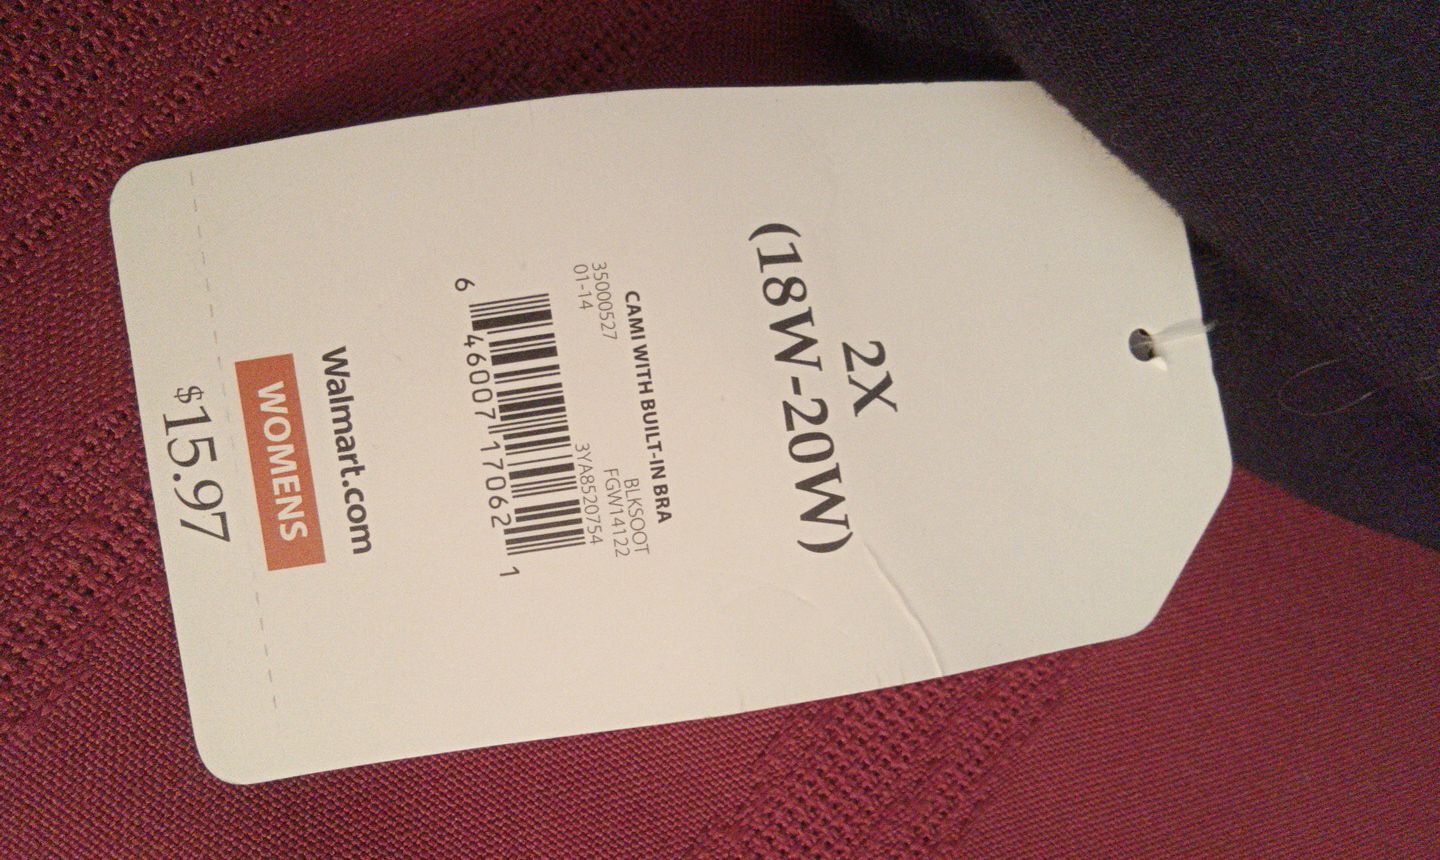 2X
(18W-20W)
CAMI WITH BUILT-IN BRA
BLKSOOT
35000527 FGW14122
01-14 3YA8520754
6 46007 17062 1
Walmart.com
WOMENS
$15.97